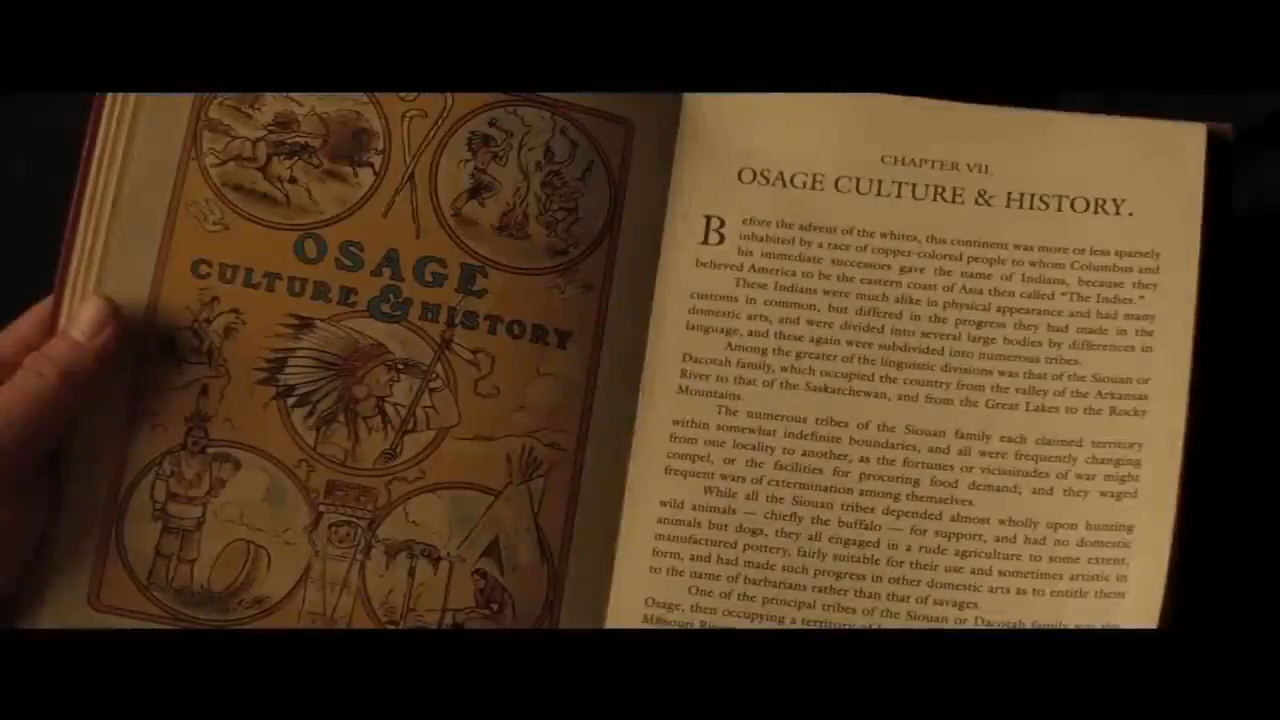 OSAGE
CULTURE & HISTORY
CHAPTER VII.
OSAGE CULTURE & HISTORY.
Before the advent of the whites, this continent was more or less sparsely
inhabited by a race of copper-colored people to whom Columbus and
his immediate successors gave the name of Indians, because they
believed America to be the eastern coast of Asia then called "The Indies."
These Indians were much alike in physical appearance and had many
customs in common, but differed in the progress they had made in the
domestic arts, and were divided into several large bodies by differences in
language, and these again were subdivided into numerous tribes.
Among the greater of the linguistic divisions was that of the Siouan or
Dacotah family, which occupied the country from the valley of the Arkansas
River to that of the Saskatchewan, and from the Great Lakes to the Rocky
Mountains.
The numerous tribes of the Siouan family each claimed territory
within somewhat indefinite boundaries, and all were frequently changing
from one locality to another, as the fortunes or vicissitudes of war might
compel, or the facilities for procuring food demand; and they waged
frequent wars of extermination among themselves.
While all the Siouan tribes depended almost wholly upon hunting
wild animals — chiefly the buffalo — for support, and had no domestic
animals but dogs, they all engaged in a rude agriculture to some extent,
manufactured pottery, fairly suitable for their use and sometimes artistic in
form, and had made such progress in other domestic arts as to entitle them
to the name of barbarians rather than that of savages.
One of the principal tribes of the Siouan or Dacotah family was the
Osage, then occupying a territory
Missouri River